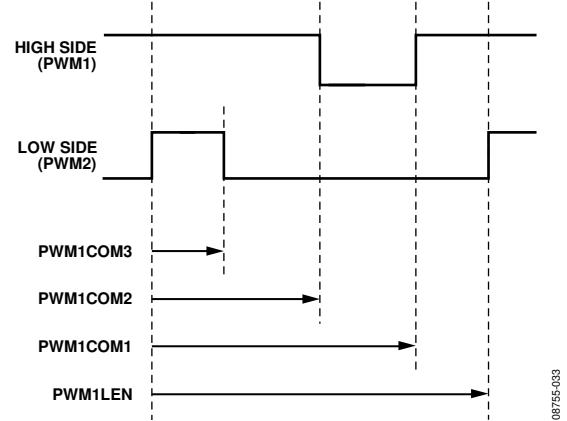 HIGH SIDE
(PWM1)
LOW SIDE
(PWM2)
PWM1COM3
PWM1COM2
PWM1COM1
PWM1LEN
08755-033